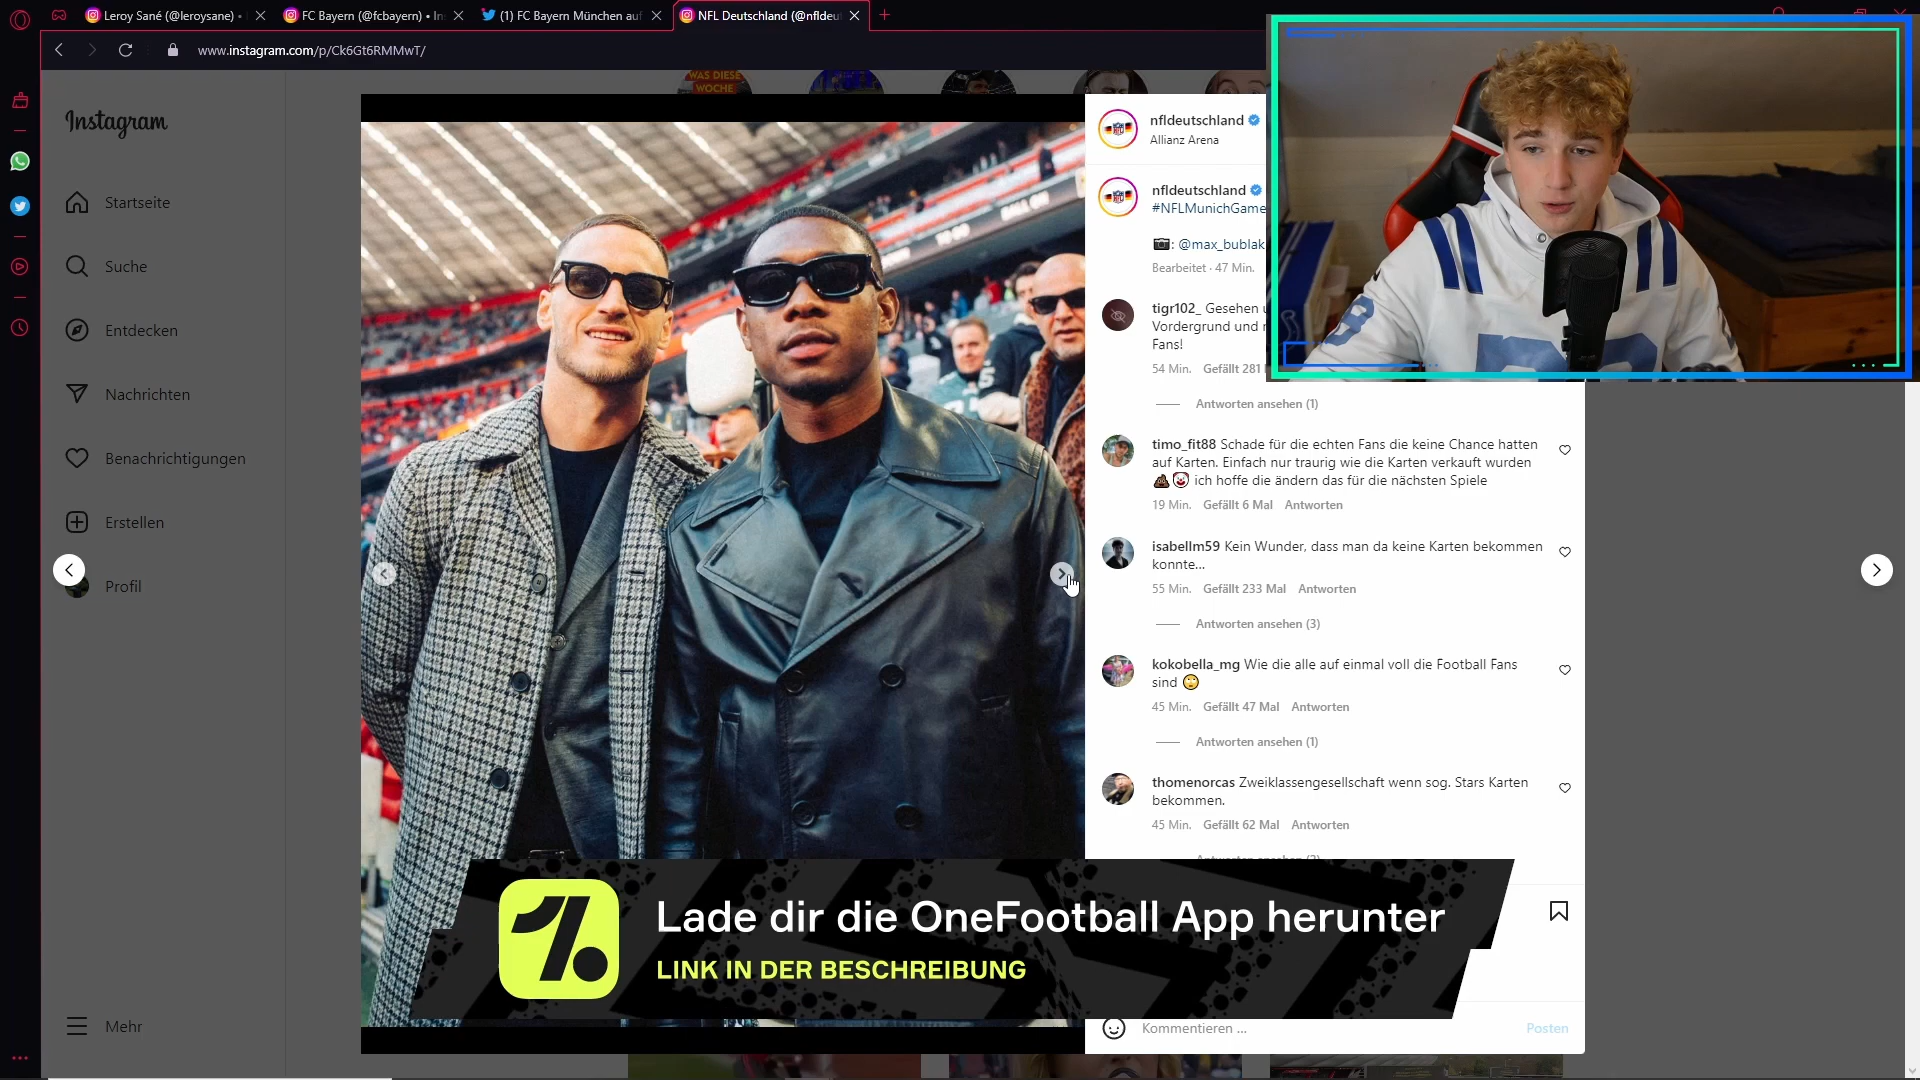 Leroy Sané (@leroysane) •
FC Bayern (@fcbayern) • In
(1) FC Bayern München auf
NFL Deutschland (@nfldeu
www.instagram.com/p/Ck6Gt6RMMwT/
Instagram
Startseite
Suche
Entdecken
Nachrichten
Benachrichtigungen
Erstellen
Profil
Mehr
WAS DIESE
WOCHE
nfldeutschland
Allianz Arena
nfldeutschland
#NFLMunichGame
: @max_bublak
Bearbeitet · 47 Min.
tigr102_ Gesehen
Vordergrund und
Fans!
54 Min. Gefällt 281
Antworten ansehen (1)
timo_fit88 Schade für die echten Fans die keine Chance hatten
auf Karten. Einfach nur traurig wie die Karten verkauft wurden
💩🤡 ich hoffe die ändern das für die nächsten Spiele
19 Min. Gefällt 6 Mal Antworten
isabellm59 Kein Wunder, dass man da keine Karten bekommen
konnte...
55 Min. Gefällt 233 Mal Antworten
Antworten ansehen (3)
kokobella_mg Wie die alle auf einmal voll die Football Fans
sind 🙄
45 Min. Gefällt 47 Mal Antworten
Antworten ansehen (1)
thomenorcas Zweiklassengesellschaft wenn sog. Stars Karten
bekommen.
45 Min. Gefällt 62 Mal Antworten
Lade dir die OneFootball App herunter
LINK IN DER BESCHREIBUNG
Kommentieren ...
Posten